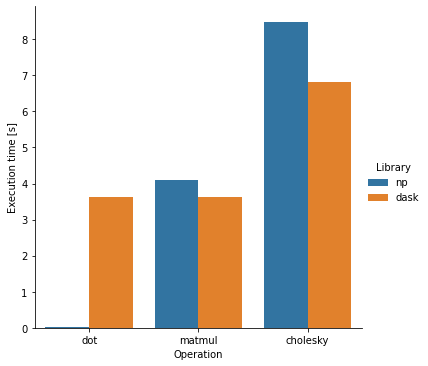 8
7
6
5
4
3
2
1
0
Execution time [s]
dot matmul cholesky
Operation
Library
np
dask